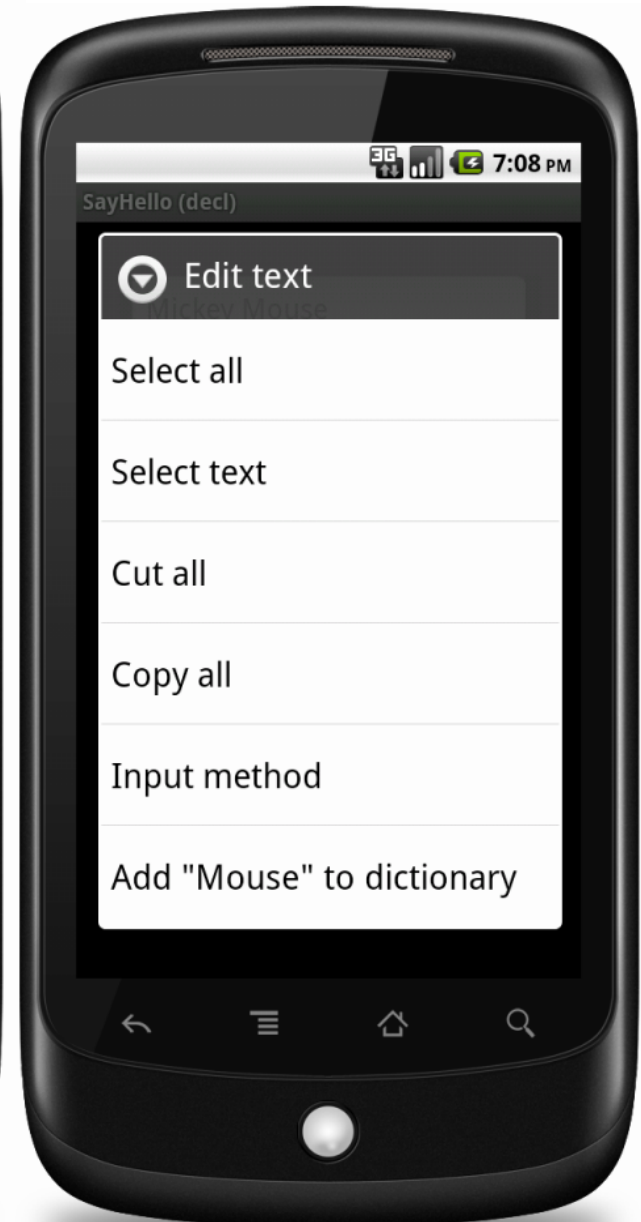 3G
7:08 PM
SayHello (decl)
Edit text
Mickey Mouse
Select all
Select text
Cut all
Copy all
Input method
Add "Mouse" to dictionary